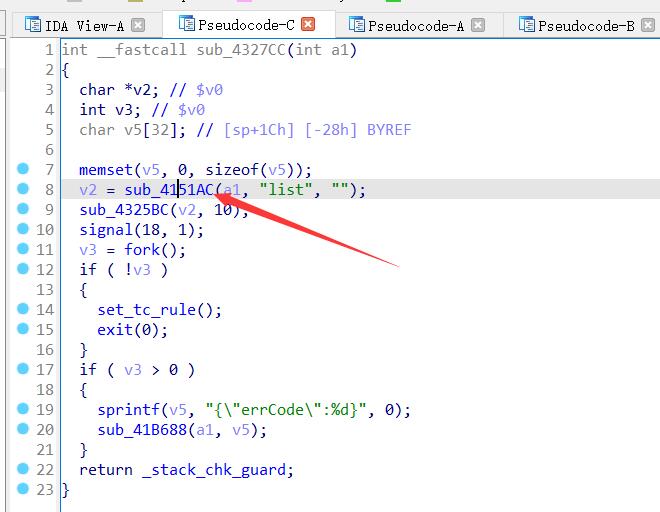 IDA View-A Pseudocode-C Pseudocode-A Pseudocode-B
1 int __fastcall sub_4327CC(int a1)
2 {
3 char *v2; // $v0
4 int v3; // $v0
5 char v5[32]; // [sp+1Ch] [-28h] BYREF
6
7 memset(v5, 0, sizeof(v5));
8 v2 = sub_4151AC(a1, "list", "");
9 sub_4325BC(v2, 10);
10 signal(18, 1);
11 v3 = fork();
12 if ( !v3 )
13 {
14 set_tc_rule();
15 exit(0);
16 }
17 if ( v3 > 0 )
18 {
19 sprintf(v5, "{\"errCode\":%d}", 0);
20 sub_41B688(a1, v5);
21 }
22 return _stack_chk_guard;
23 }